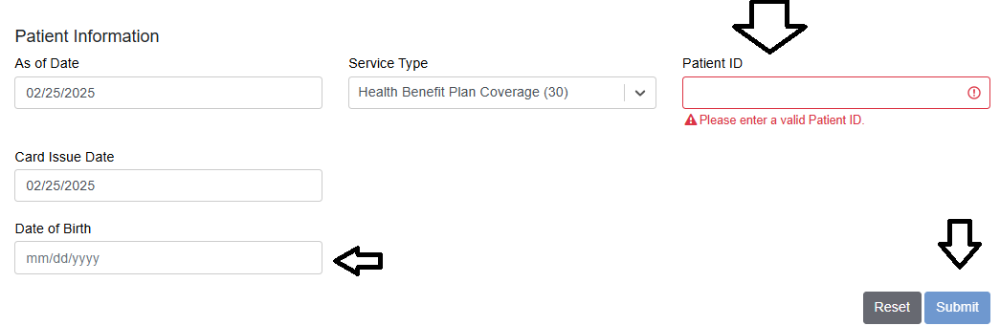 Patient Information
As of Date
02/25/2025
Service Type
Health Benefit Plan Coverage (30)
Patient ID
Please enter a valid Patient ID.
Card Issue Date
02/25/2025
Date of Birth
mm/dd/yyyy
Reset
Submit